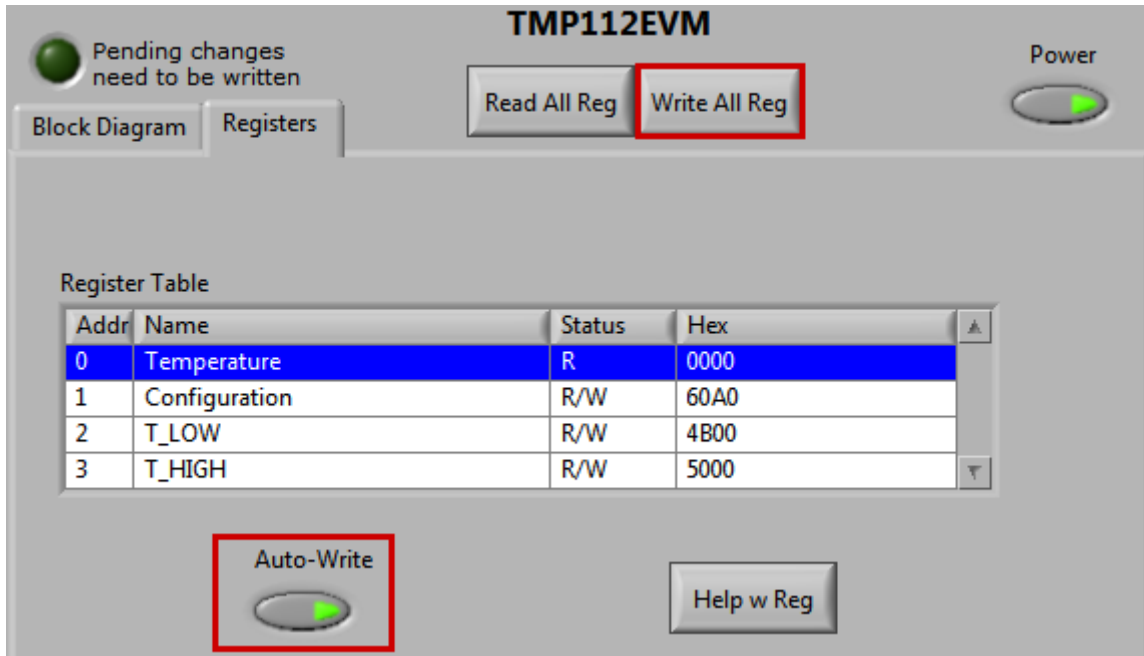 TMP112EVM
Pending changes
need to be written
Power
Read All Reg
Write All Reg
Block Diagram
Registers
Register Table
Addr Name Status Hex
0 Temperature R 0000
1 Configuration R/W 60A0
2 T_LOW R/W 4B00
3 T_HIGH R/W 5000
Auto-Write
Help w Reg